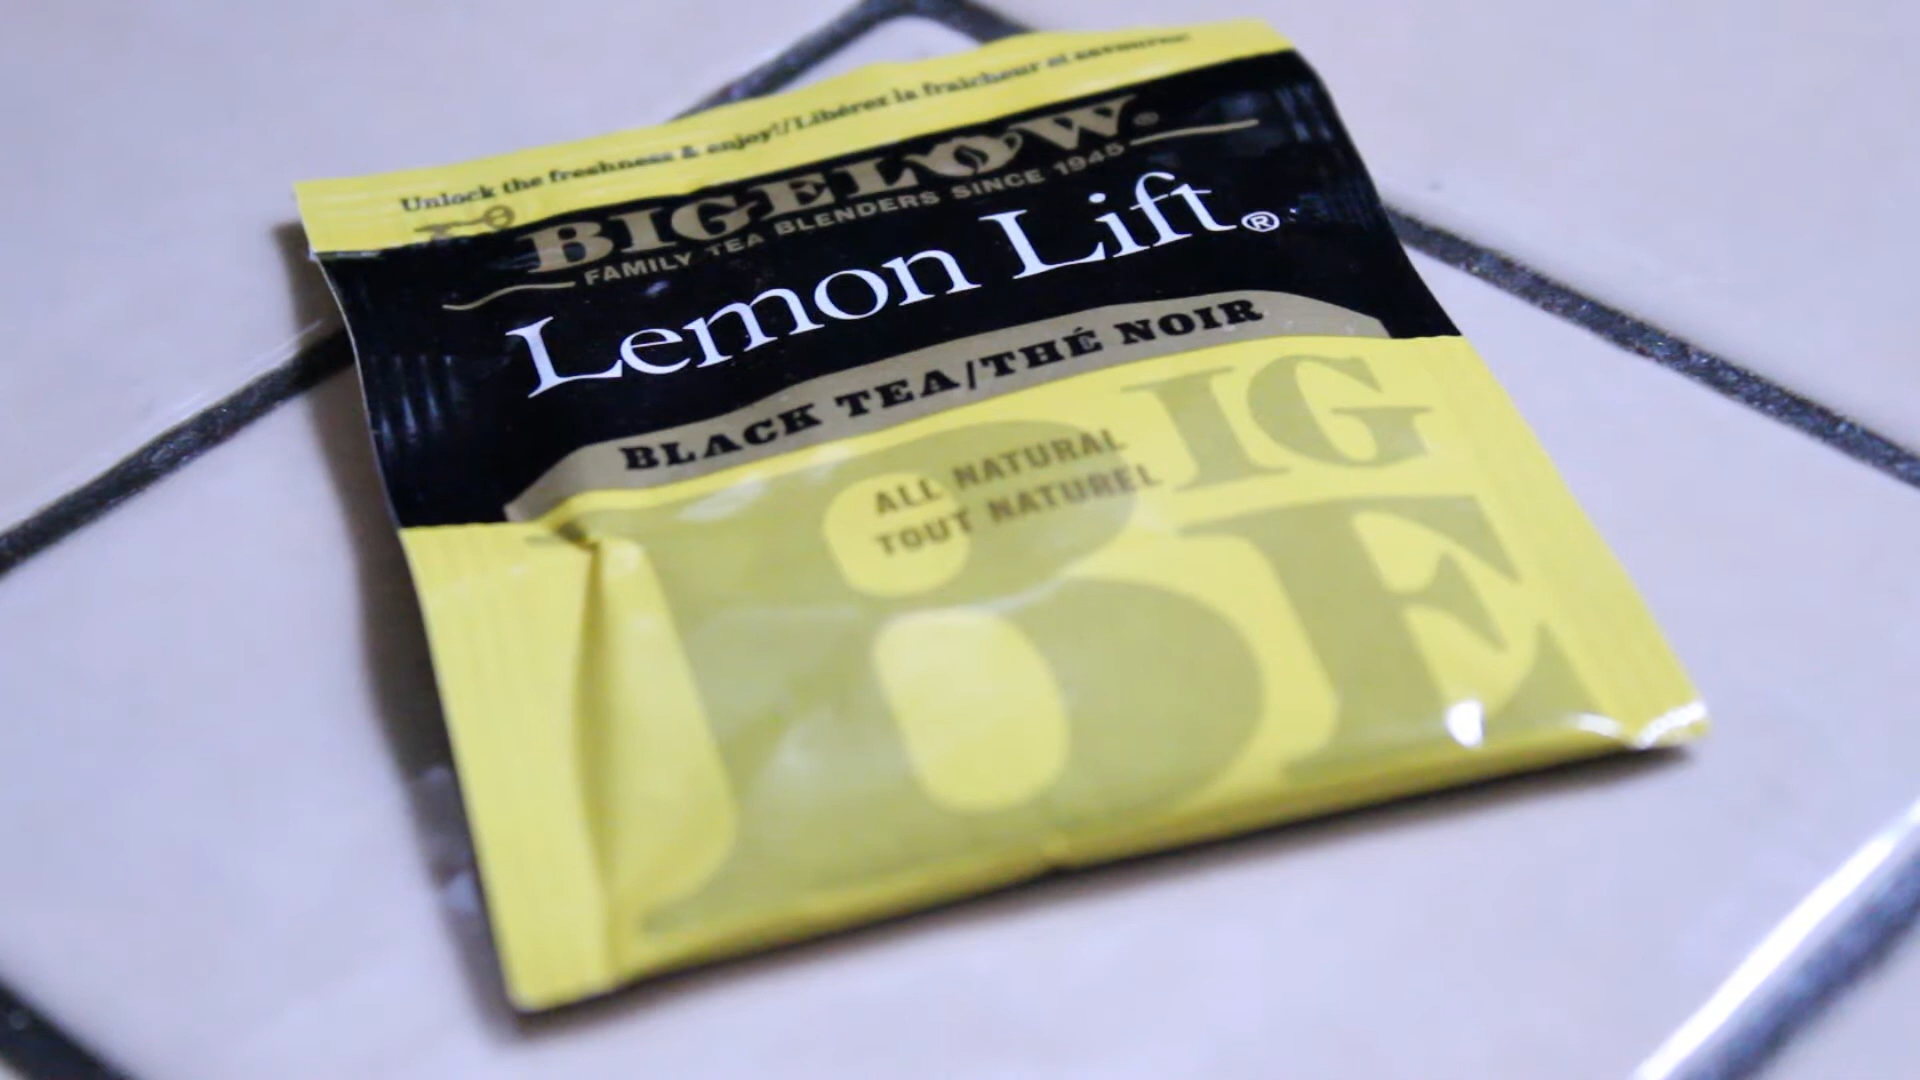 Unlock the freshness & enjoy!/Libérez la fraîcheur et savourez!
BIGELOW®
FAMILY TEA BLENDERS SINCE 1945
Lemon Lift®
BLACK TEA/THÉ NOIR
ALL NATURAL
TOUT NATUREL
BIG
E